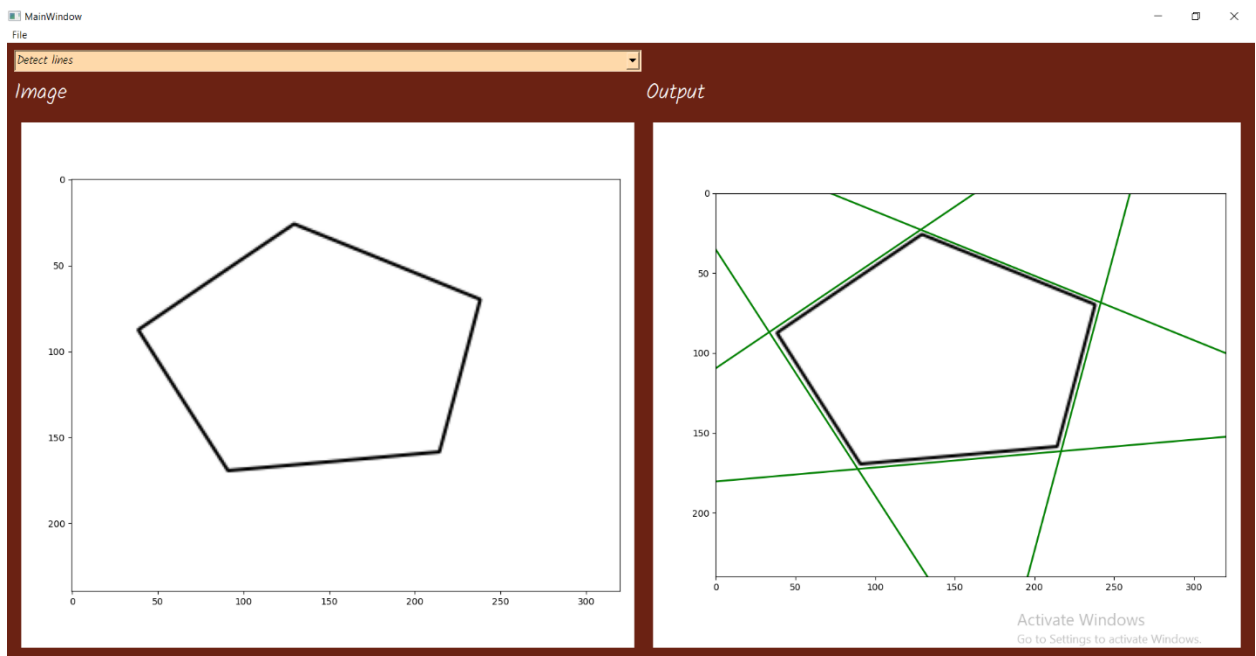 MainWindow
File
Detect lines
Image
Output
0
50
100
150
200
0 50 100 150 200 250 300
0
50
100
150
200
0 50 100 150 200 250 300
Activate Windows
Go to Settings to activate Windows.